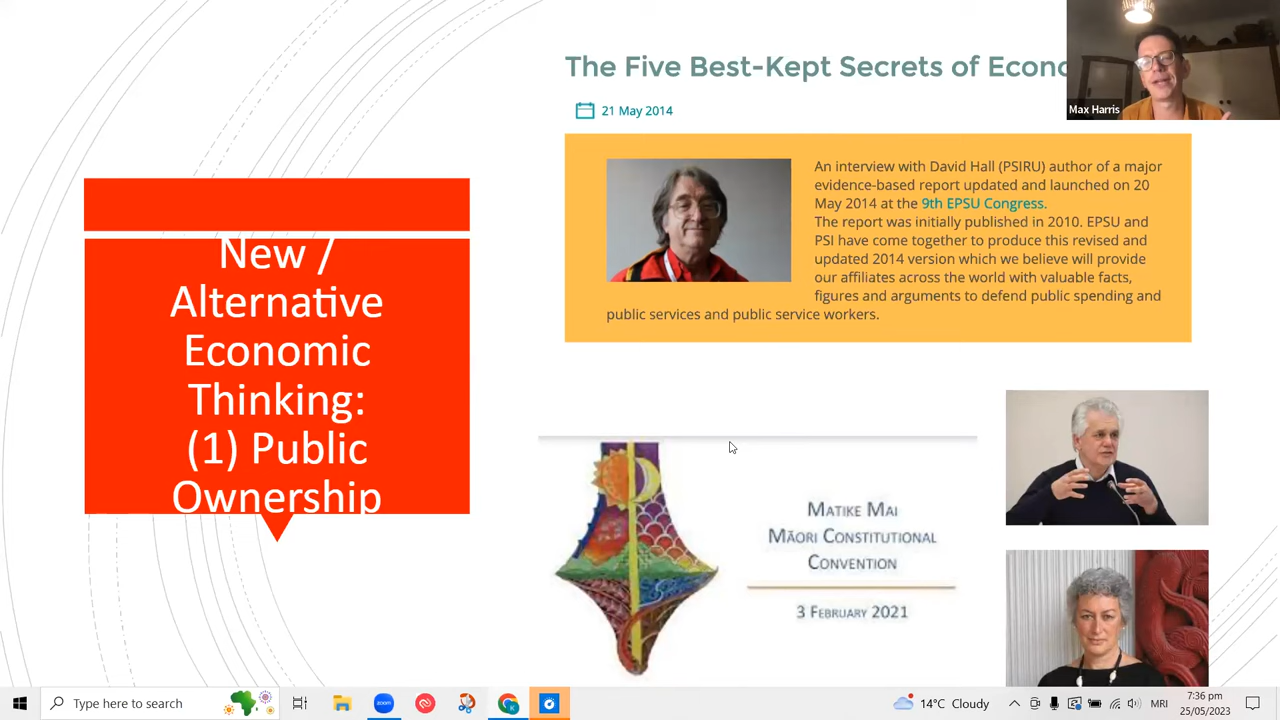 The Five Best-Kept Secrets of Econo
Max Harris
21 May 2014
An interview with David Hall (PSIRU) author of a major
evidence-based report updated and launched on 20
May 2014 at the 9th EPSU Congress.
The report was initially published in 2010. EPSU and
PSI have come together to produce this revised and
updated 2014 version which we believe will provide
our affiliates across the world with valuable facts,
figures and arguments to defend public spending and
public services and public service workers.
New /
Alternative
Economic
Thinking:
(1) Public
Ownership
MATIKE MAI
MĀORI CONSTITUTIONAL
CONVENTION
3 FEBRUARY 2021
Type here to search
zoom
K
14°C Cloudy
MRI
7:36 pm
25/05/2023